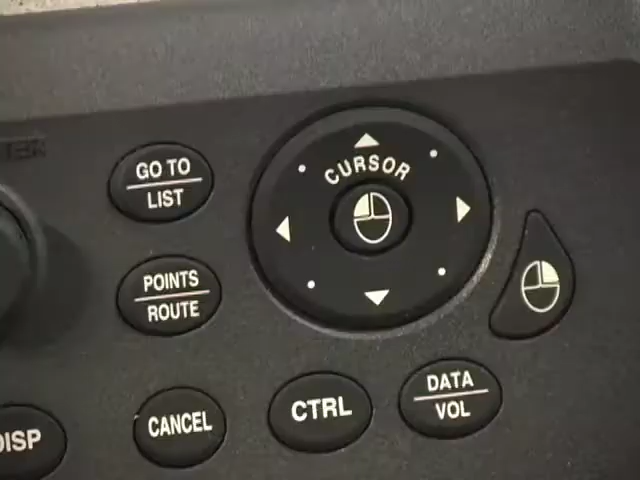 GO TO
LIST
CURSOR
POINTS
ROUTE
DISP
CANCEL
CTRL
DATA
VOL